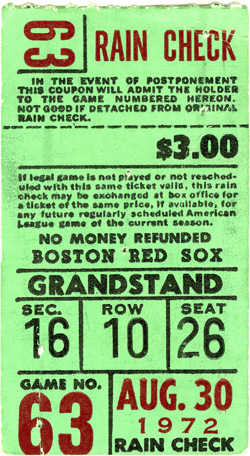 63
RAIN CHECK
IN THE EVENT OF POSTPONEMENT
THIS COUPON WILL ADMIT THE HOLDER
TO THE GAME NUMBERED HEREON.
NOT GOOD IF DETACHED FROM ORIGINAL
RAIN CHECK.
$3.00
If legal game is not played or not resched-
uled with this same ticket valid, this rain
check may be exchanged at box office for
a ticket of the same price, if available, for
any future regularly scheduled American
League game of the current season.
NO MONEY REFUNDED
BOSTON RED SOX
GRANDSTAND
SEC. ROW SEAT
16 10 26
GAME NO.
63
AUG. 30
1972
RAIN CHECK